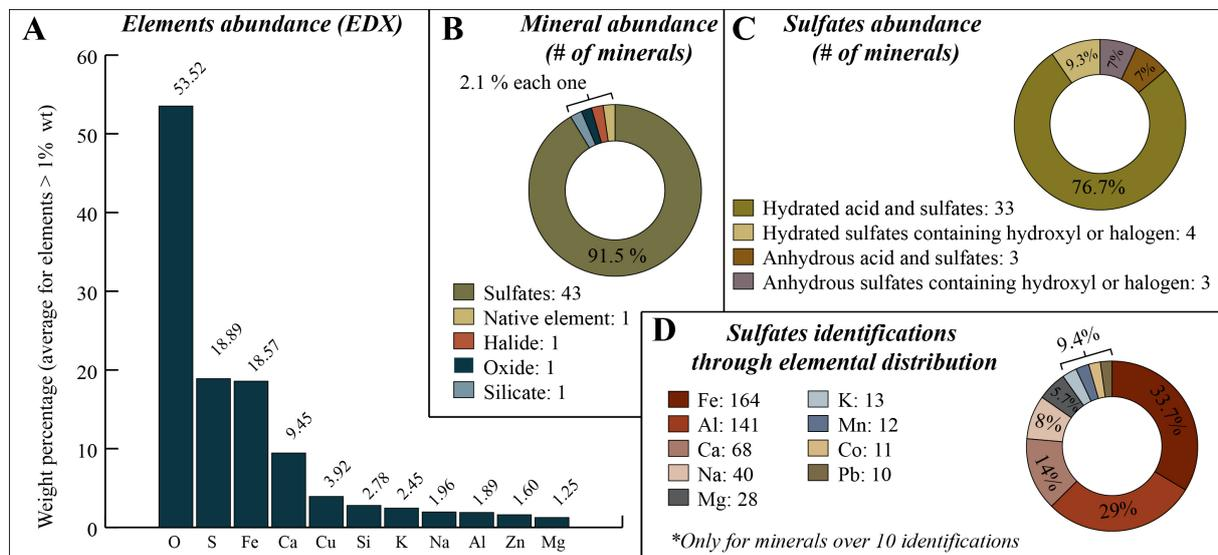 A
Elements abundance (EDX)
Weight percentage (average for elements > 1% wt)
60
50
40
30
20
10
0
53.52
18.89
18.57
9.45
3.92
2.78
2.45
1.96
1.89
1.60
1.25
O S Fe Ca Cu Si K Na Al Zn Mg
B
Mineral abundance
(# of minerals)
2.1 % each one
91.5 %
Sulfates: 43
Native element: 1
Halide: 1
Oxide: 1
Silicate: 1
C
Sulfates abundance
(# of minerals)
9.3%
7%
7%
76.7%
Hydrated acid and sulfates: 33
Hydrated sulfates containing hydroxyl or halogen: 4
Anhydrous acid and sulfates: 3
Anhydrous sulfates containing hydroxyl or halogen: 3
D
Sulfates identifications
through elemental distribution
Fe: 164
Al: 141
Ca: 68
Na: 40
Mg: 28
K: 13
Mn: 12
Co: 11
Pb: 10
9.4%
33.7%
5.7%
8%
14%
29%
*Only for minerals over 10 identifications